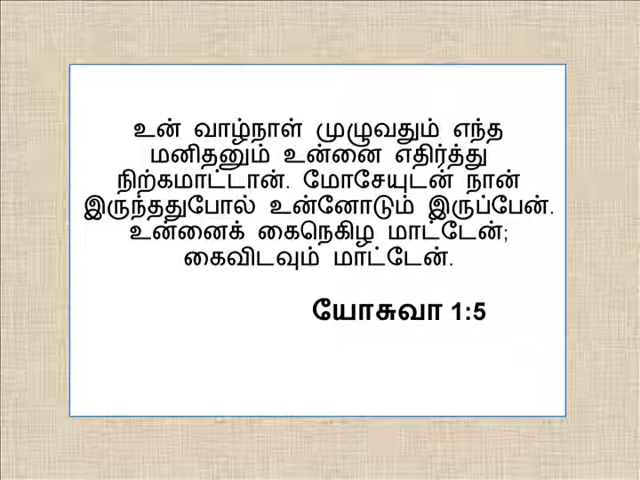 உன் வாழ்நாள் முழுவதும் எந்த
மனிதனும் உன்னை எதிர்த்து
நிற்கமாட்டான். மோசேயுடன் நான்
இருந்ததுபோல் உன்னோடும் இருப்பேன்.
உன்னைக் கைநெகிழ மாட்டேன்;
கைவிடவும் மாட்டேன்.
யோசுவா 1:5